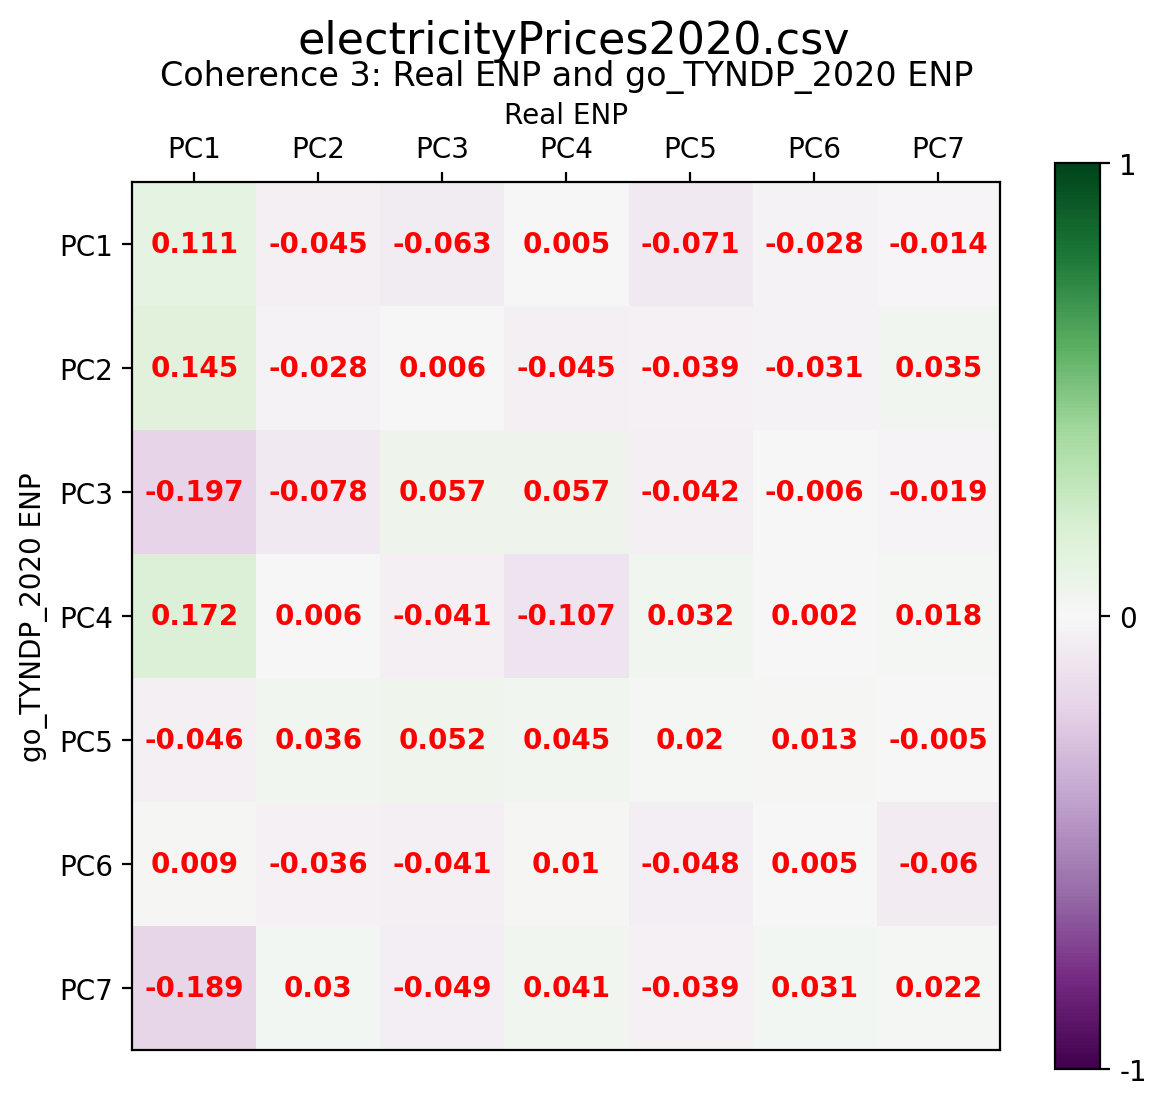 electricityPrices2020.csv
Coherence 3: Real ENP and go_TYNDP_2020 ENP
Real ENP
PC1 PC2 PC3 PC4 PC5 PC6 PC7
go_TYNDP_2020 ENP
PC1 0.111 -0.045 -0.063 0.005 -0.071 -0.028 -0.014
PC2 0.145 -0.028 0.006 -0.045 -0.039 -0.031 0.035
PC3 -0.197 -0.078 0.057 0.057 -0.042 -0.006 -0.019
PC4 0.172 0.006 -0.041 -0.107 0.032 0.002 0.018
PC5 -0.046 0.036 0.052 0.045 0.02 0.013 -0.005
PC6 0.009 -0.036 -0.041 0.01 -0.048 0.005 -0.06
PC7 -0.189 0.03 -0.049 0.041 -0.039 0.031 0.022
1
0
-1